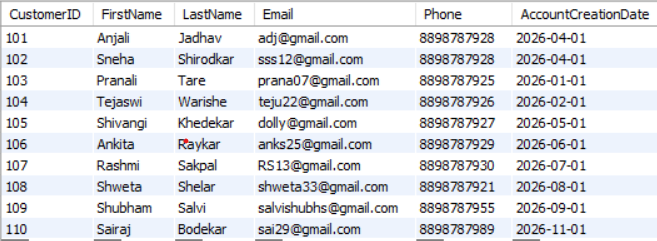 CustomerID FirstName LastName Email Phone AccountCreationDate
101 Anjali Jadhav adj@gmail.com 8898787928 2026-04-01
102 Sneha Shirodkar sss12@gmail.com 8898787928 2026-04-01
103 Pranali Tare prana07@gmail.com 8898787925 2026-01-01
104 Tejaswi Warishe teju22@gmail.com 8898787926 2026-02-01
105 Shivangi Khedekar dolly@gmail.com 8898787927 2026-05-01
106 Ankita Raykar anks25@gmail.com 8898787929 2026-06-01
107 Rashmi Sakpal RS13@gmail.com 8898787930 2026-07-01
108 Shweta Shelar shweta33@gmail.com 8898787921 2026-08-01
109 Shubham Salvi salvishubhs@gmail.com 8898787955 2026-09-01
110 Sairaj Bodekar sai29@gmail.com 8898787989 2026-11-01